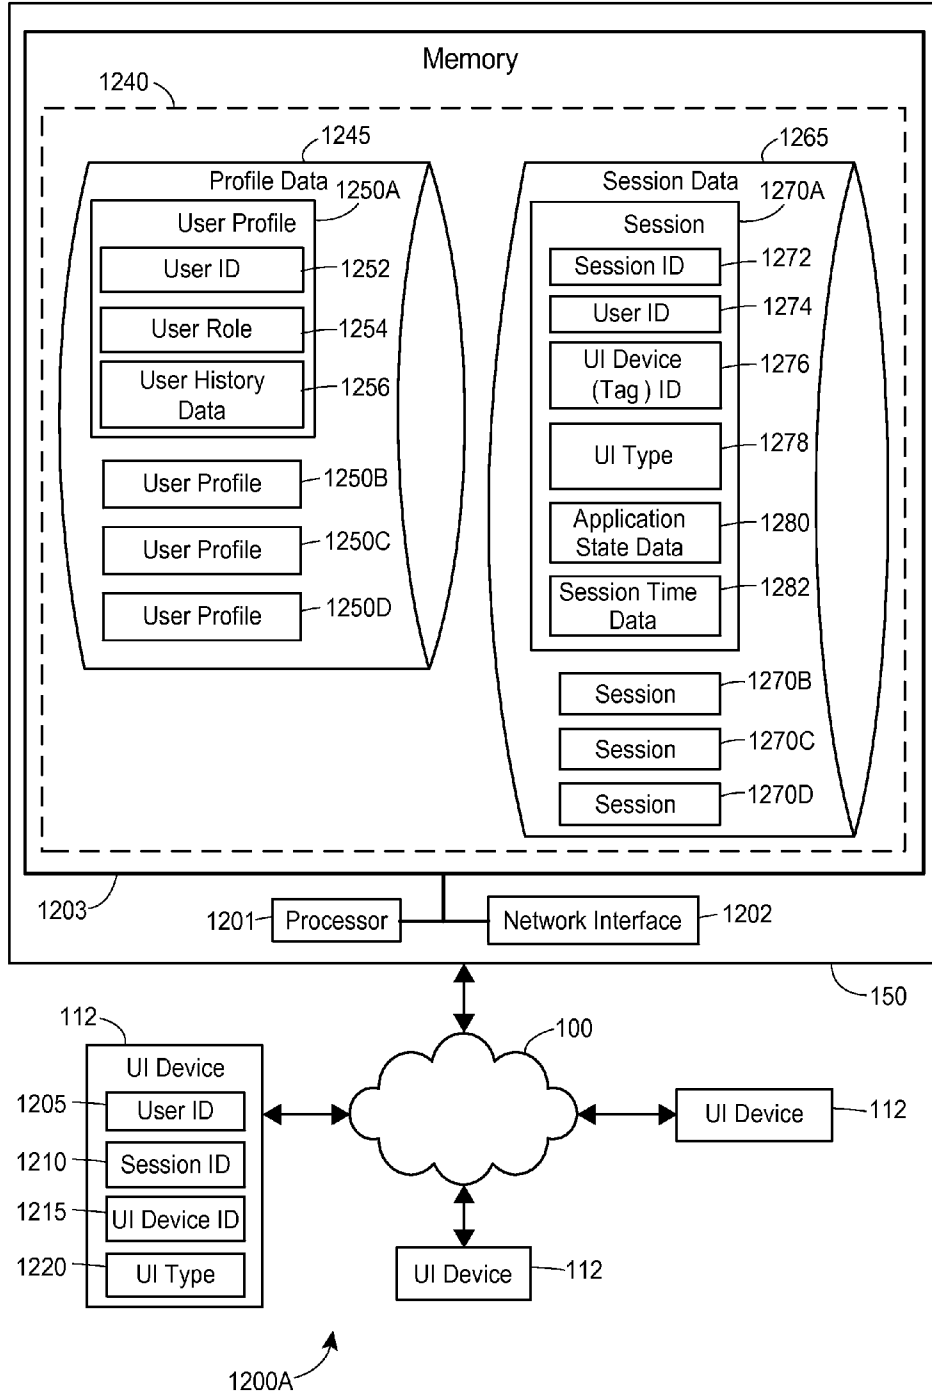 Memory
1240
1245
Profile Data
1250A
User Profile
User ID
1252
User Role
1254
User History
Data
1256
User Profile
1250B
User Profile
1250C
User Profile
1250D
1265
Session Data
1270A
Session
Session ID
1272
User ID
1274
UI Device
(Tag) ID
1276
UI Type
1278
Application
State Data
1280
Session Time
Data
1282
Session
1270B
Session
1270C
Session
1270D
1203
1201
Processor
Network Interface
1202
150
112
UI Device
1205
User ID
1210
Session ID
1215
UI Device ID
1220
UI Type
100
UI Device
112
UI Device
112
1200A